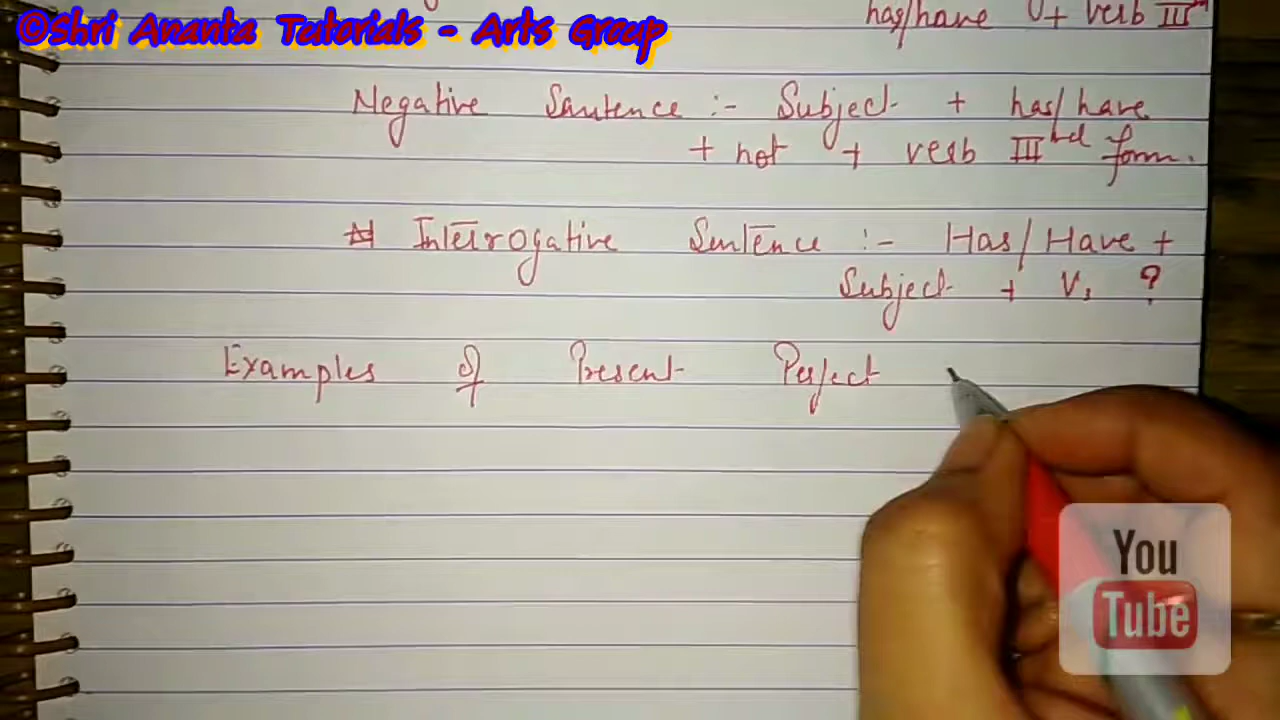 ©Shri Ananta Tutorials - Arts Group
has/have + verb III
Negative Sentence :- Subject + has/have
+ not + verb III rd form.
Interrogative Sentence :- Has/Have +
Subject + V3 ?
Examples of Present Perfect
You
Tube